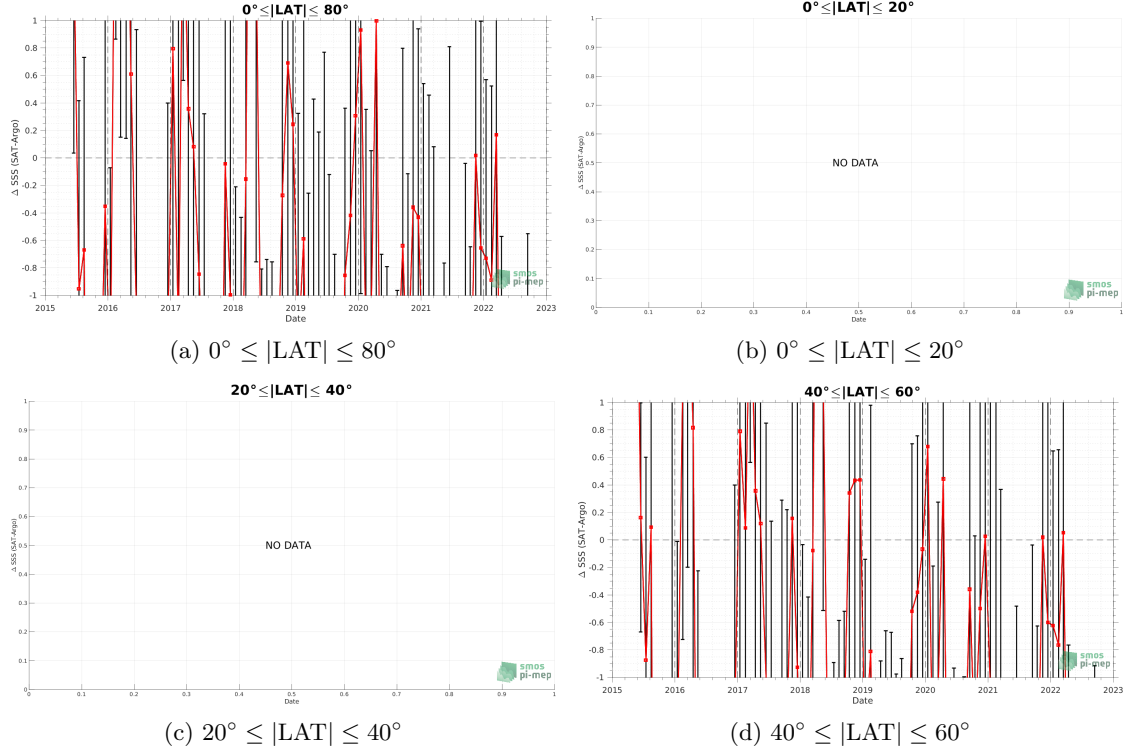 0°≤|LAT|≤ 80°
1
0.8
0.6
0.4
0.2
0
-0.2
-0.4
-0.6
-0.8
-1
Δ SSS (SAT-Argo)
2015 2016 2017 2018 2019 2020 2021 2022 2023
Date
smos
pi-mep
(a) 0° ≤ |LAT| ≤ 80°
0°≤|LAT|≤ 20°
1
0.9
0.8
0.7
0.6
0.5
0.4
0.3
0.2
0.1
0
Δ SSS (SAT-Argo)
NO DATA
0 0.1 0.2 0.3 0.4 0.5 0.6 0.7 0.8 0.9 1
Date
smos
pi-mep
(b) 0° ≤ |LAT| ≤ 20°
20°≤|LAT|≤ 40°
1
0.9
0.8
0.7
0.6
0.5
0.4
0.3
0.2
0.1
0
Δ SSS (SAT-Argo)
NO DATA
0 0.1 0.2 0.3 0.4 0.5 0.6 0.7 0.8 0.9 1
Date
smos
pi-mep
(c) 20° ≤ |LAT| ≤ 40°
40°≤|LAT|≤ 60°
1
0.8
0.6
0.4
0.2
0
-0.2
-0.4
-0.6
-0.8
-1
Δ SSS (SAT-Argo)
2015 2016 2017 2018 2019 2020 2021 2022 2023
Date
smos
pi-mep
(d) 40° ≤ |LAT| ≤ 60°